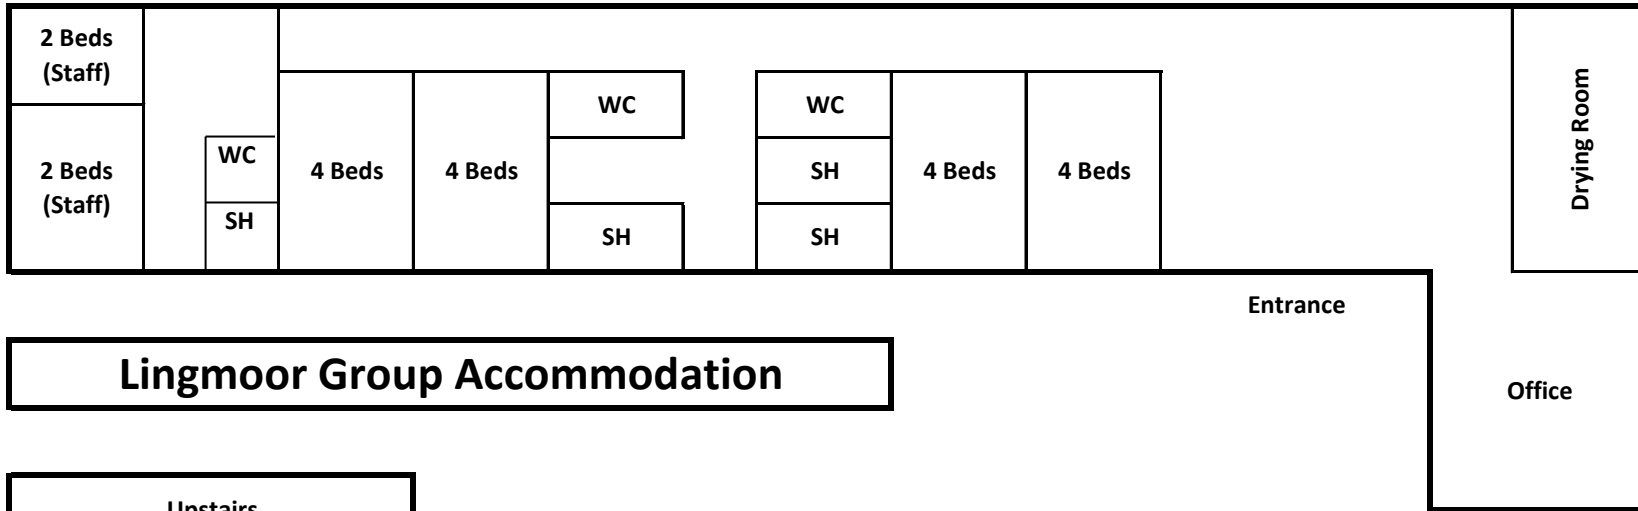 2 Beds
(Staff)
WC
WC
Drying Room
2 Beds
(Staff)
WC
4 Beds
4 Beds
SH
4 Beds
4 Beds
SH
SH
SH
Entrance
Lingmoor Group Accommodation
Office
Upstairs